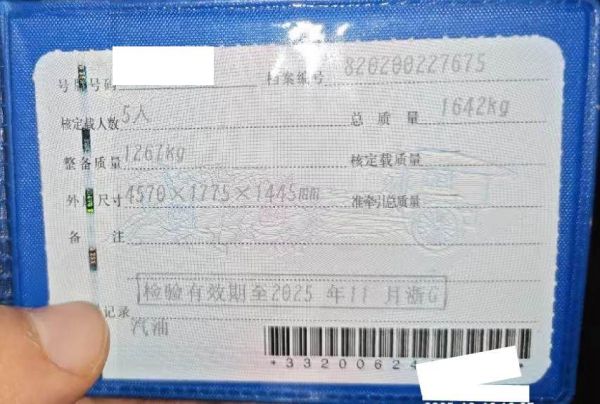 号牌号码 档案编号 820200227675
核定载人数 5人 总质量 1642kg
整备质量 1267kg 核定载质量
外廓尺寸 4570×1775×1445mm 准牵引总质量
备注
检验有效期至2025年11月浙G
记录
汽油
*33200624